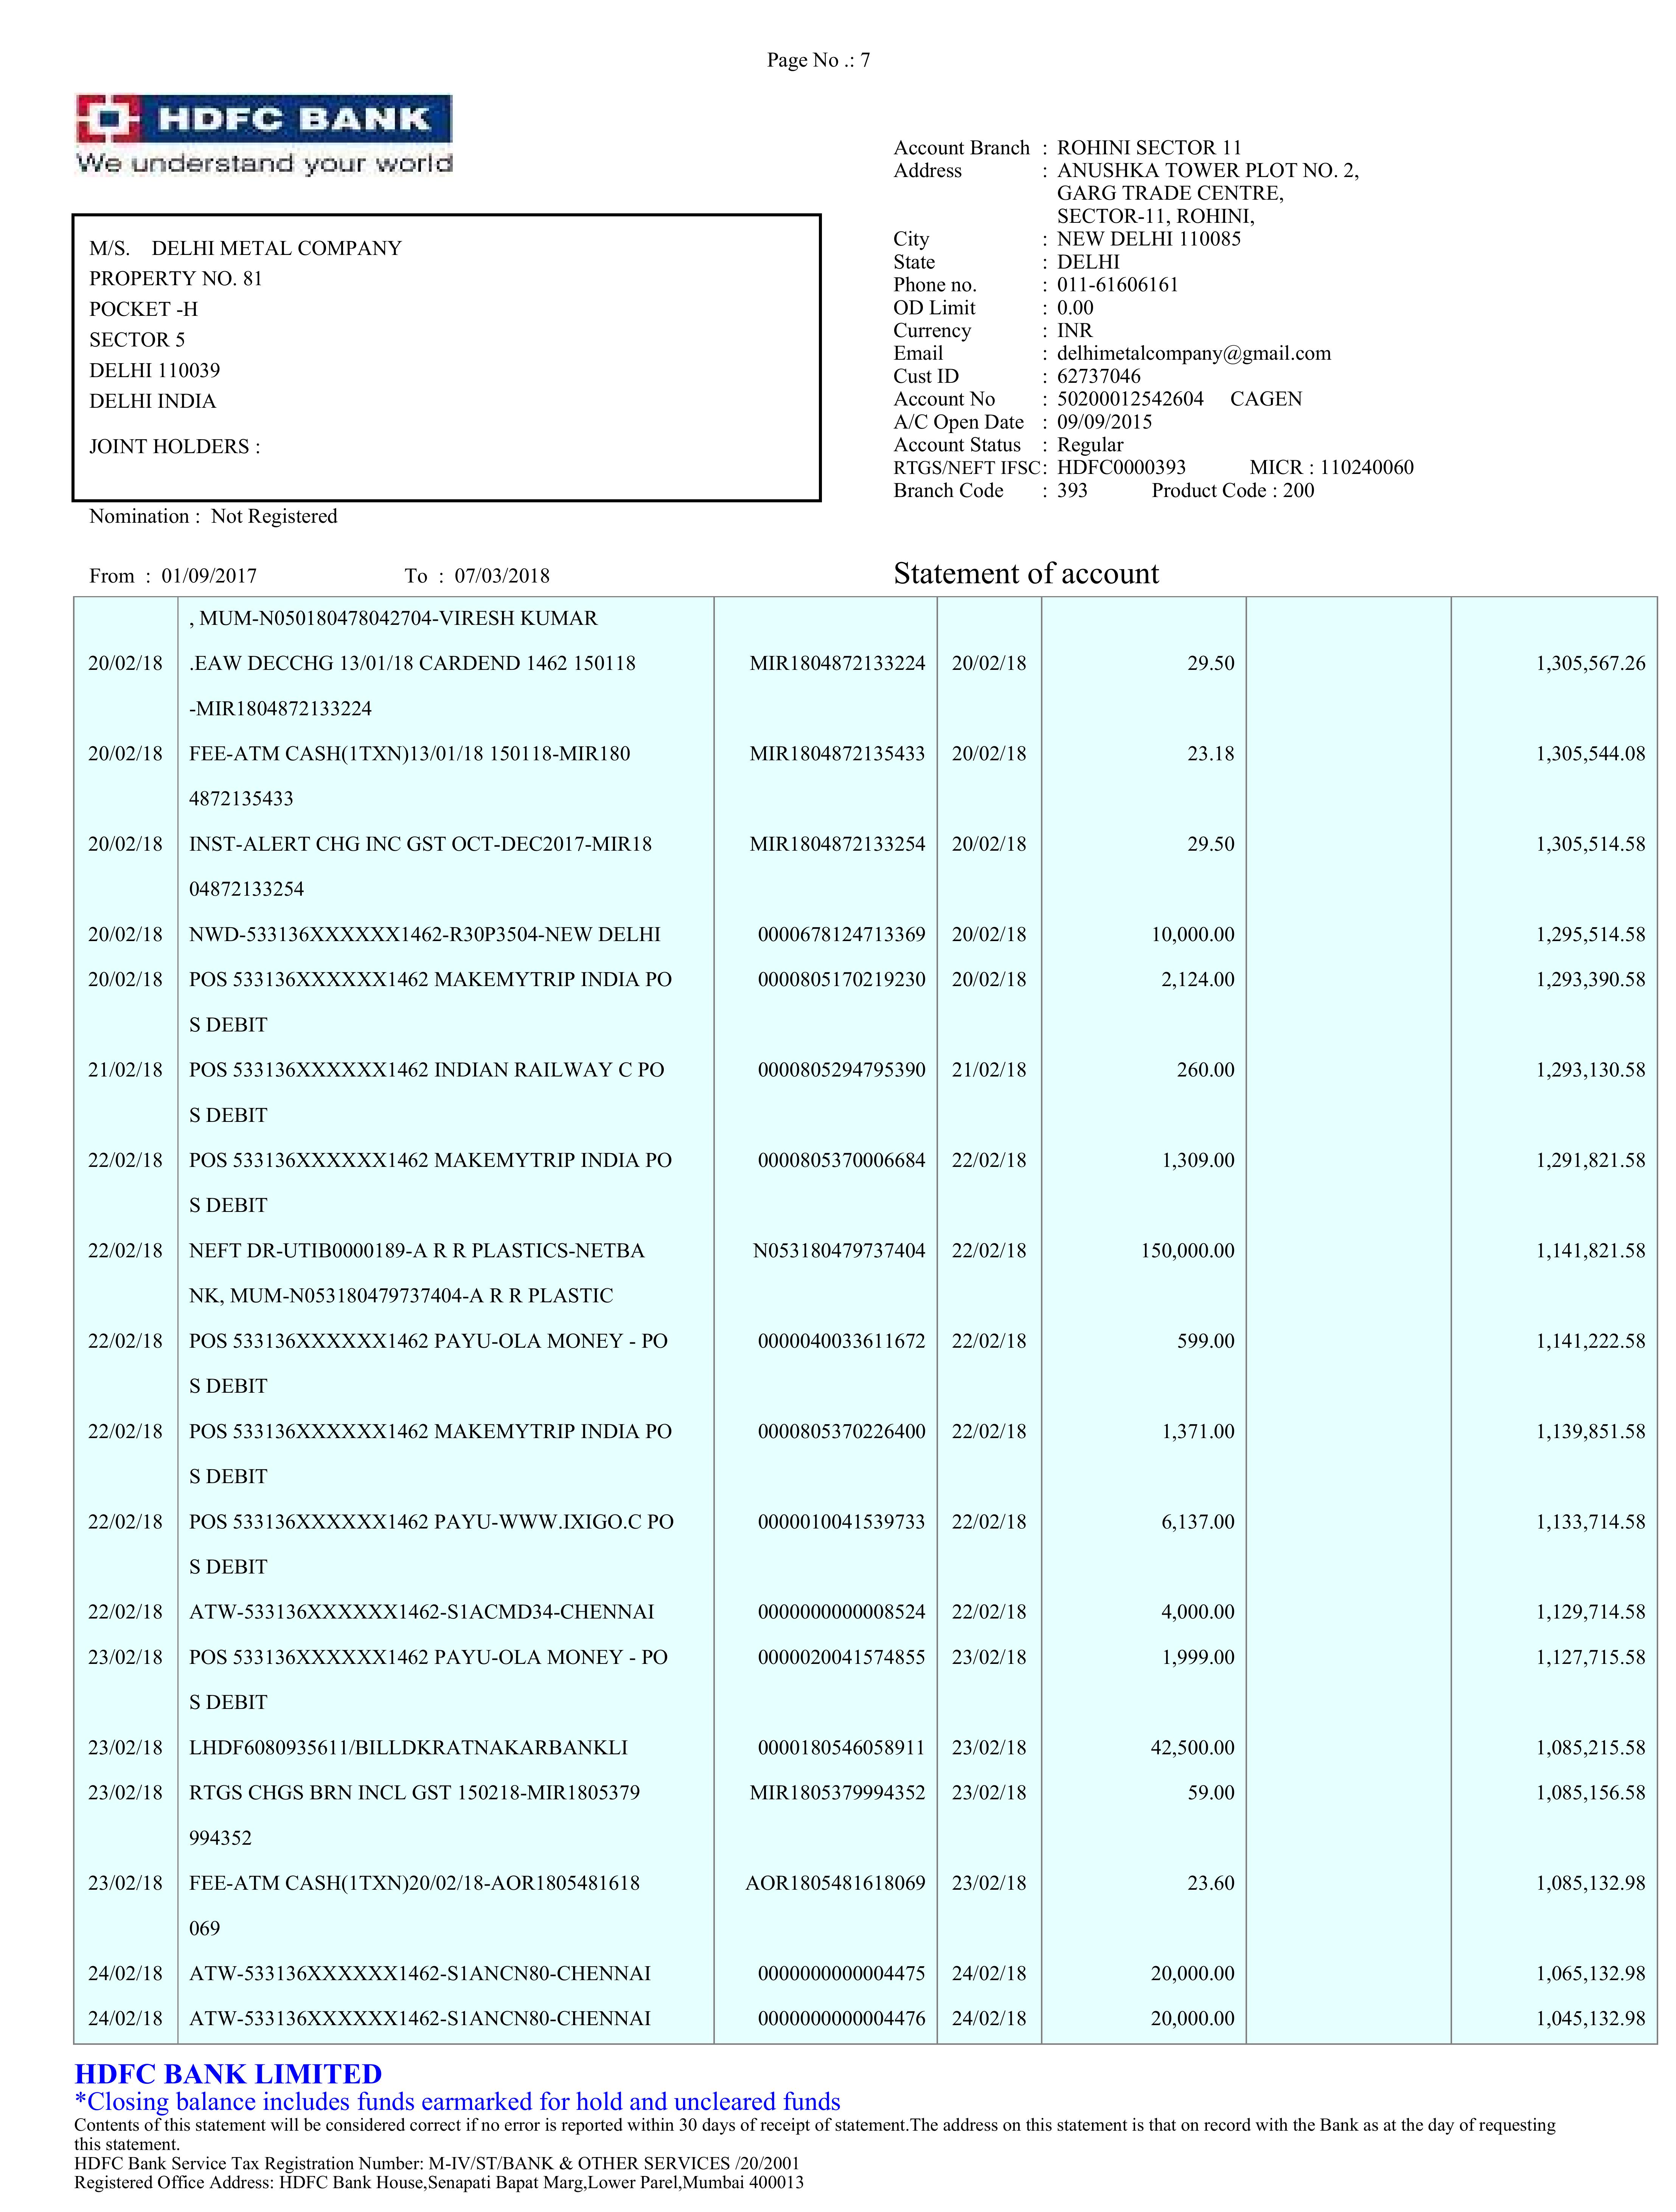 Page No .: 7
HDFC BANK
We understand your world
M/S. DELHI METAL COMPANY
PROPERTY NO. 81
POCKET -H
SECTOR 5
DELHI 110039
DELHI INDIA
JOINT HOLDERS :
Nomination : Not Registered
Account Branch : ROHINI SECTOR 11
Address : ANUSHKA TOWER PLOT NO. 2,
GARG TRADE CENTRE,
SECTOR-11, ROHINI,
City : NEW DELHI 110085
State : DELHI
Phone no. : 011-61606161
OD Limit : 0.00
Currency : INR
Email : delhimetalcompany@gmail.com
Cust ID : 62737046
Account No : 50200012542604 CAGEN
A/C Open Date : 09/09/2015
Account Status : Regular
RTGS/NEFT IFSC: HDFC0000393 MICR : 110240060
Branch Code : 393 Product Code : 200
From : 01/09/2017 To : 07/03/2018 Statement of account
, MUM-N050180478042704-VIRESH KUMAR
20/02/18 .EAW DECCHG 13/01/18 CARDEND 1462 150118 MIR1804872133224 20/02/18 29.50 1,305,567.26
-MIR1804872133224
20/02/18 FEE-ATM CASH(1TXN)13/01/18 150118-MIR180 MIR1804872135433 20/02/18 23.18 1,305,544.08
4872135433
20/02/18 INST-ALERT CHG INC GST OCT-DEC2017-MIR18 MIR1804872133254 20/02/18 29.50 1,305,514.58
04872133254
20/02/18 NWD-533136XXXXXX1462-R30P3504-NEW DELHI 0000678124713369 20/02/18 10,000.00 1,295,514.58
20/02/18 POS 533136XXXXXX1462 MAKEMYTRIP INDIA PO 0000805170219230 20/02/18 2,124.00 1,293,390.58
S DEBIT
21/02/18 POS 533136XXXXXX1462 INDIAN RAILWAY C PO 0000805294795390 21/02/18 260.00 1,293,130.58
S DEBIT
22/02/18 POS 533136XXXXXX1462 MAKEMYTRIP INDIA PO 0000805370006684 22/02/18 1,309.00 1,291,821.58
S DEBIT
22/02/18 NEFT DR-UTIB0000189-A R R PLASTICS-NETBA N053180479737404 22/02/18 150,000.00 1,141,821.58
NK, MUM-N053180479737404-A R R PLASTIC
22/02/18 POS 533136XXXXXX1462 PAYU-OLA MONEY - PO 0000040033611672 22/02/18 599.00 1,141,222.58
S DEBIT
22/02/18 POS 533136XXXXXX1462 MAKEMYTRIP INDIA PO 0000805370226400 22/02/18 1,371.00 1,139,851.58
S DEBIT
22/02/18 POS 533136XXXXXX1462 PAYU-WWW.IXIGO.C PO 0000010041539733 22/02/18 6,137.00 1,133,714.58
S DEBIT
22/02/18 ATW-533136XXXXXX1462-S1ACMD34-CHENNAI 0000000000008524 22/02/18 4,000.00 1,129,714.58
23/02/18 POS 533136XXXXXX1462 PAYU-OLA MONEY - PO 0000020041574855 23/02/18 1,999.00 1,127,715.58
S DEBIT
23/02/18 LHDF6080935611/BILLDKRATNAKARBANKLI 0000180546058911 23/02/18 42,500.00 1,085,215.58
23/02/18 RTGS CHGS BRN INCL GST 150218-MIR1805379 MIR1805379994352 23/02/18 59.00 1,085,156.58
994352
23/02/18 FEE-ATM CASH(1TXN)20/02/18-AOR1805481618 AOR1805481618069 23/02/18 23.60 1,085,132.98
069
24/02/18 ATW-533136XXXXXX1462-S1ANCN80-CHENNAI 0000000000004475 24/02/18 20,000.00 1,065,132.98
24/02/18 ATW-533136XXXXXX1462-S1ANCN80-CHENNAI 0000000000004476 24/02/18 20,000.00 1,045,132.98
HDFC BANK LIMITED
*Closing balance includes funds earmarked for hold and uncleared funds
Contents of this statement will be considered correct if no error is reported within 30 days of receipt of statement.The address on this statement is that on record with the Bank as at the day of requesting
this statement.
HDFC Bank Service Tax Registration Number: M-IV/ST/BANK & OTHER SERVICES /20/2001
Registered Office Address: HDFC Bank House,Senapati Bapat Marg,Lower Parel,Mumbai 400013